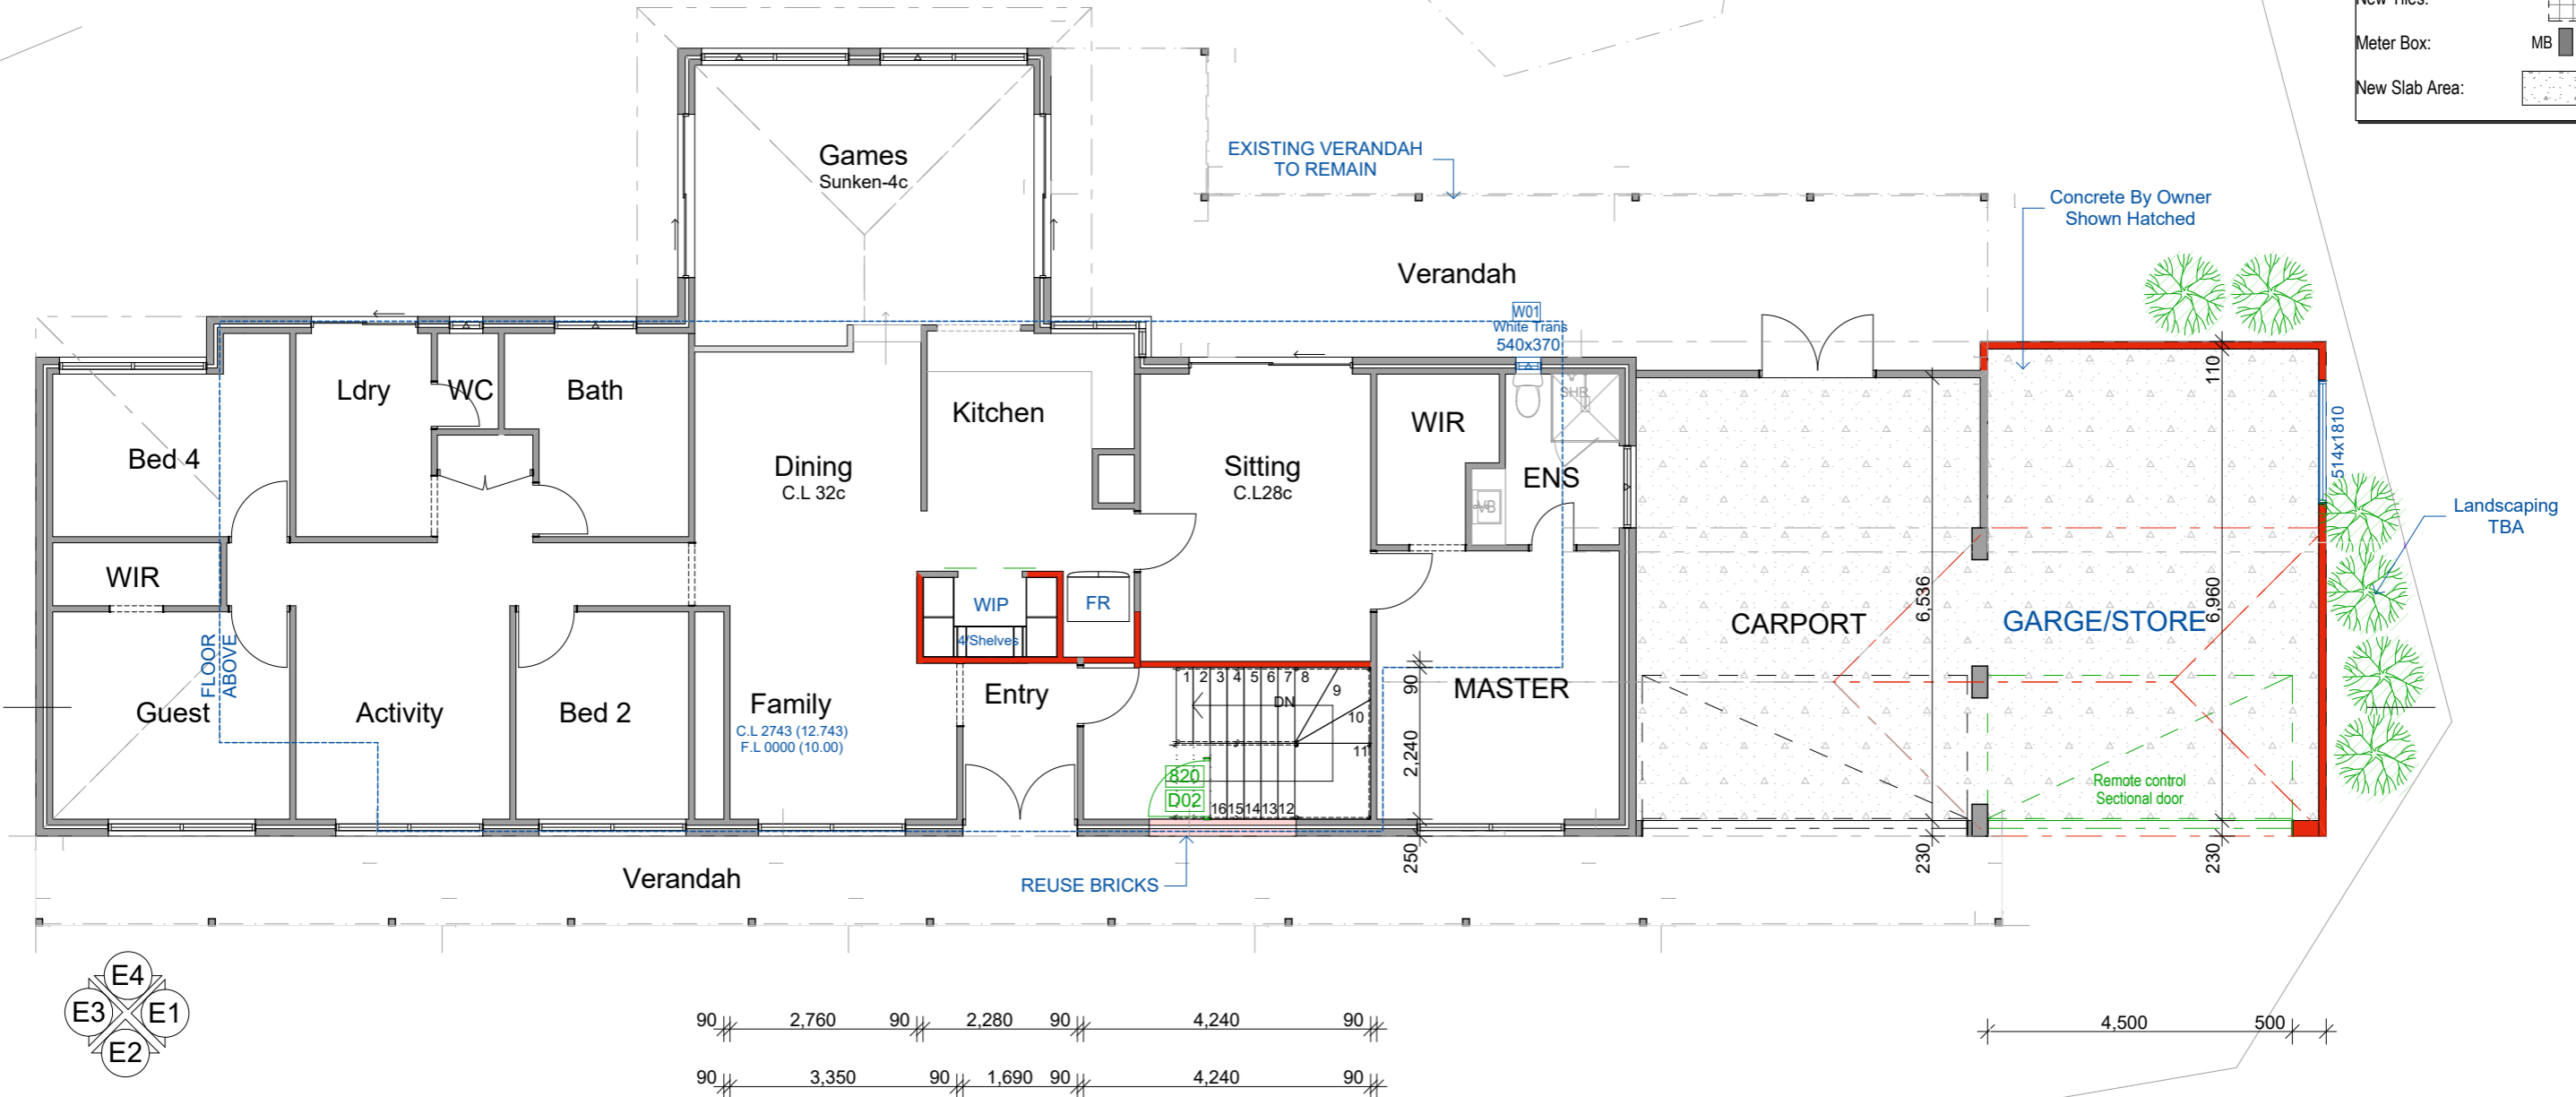 New Tiles:
Meter Box:
MB
New Slab Area:
Games
Sunken-4c
EXISTING VERANDAH
TO REMAIN
Concrete By Owner
Shown Hatched
Verandah
W01
White Trans
540x370
Bed 4
Ldry
WC
Bath
Dining
C.L 32c
Kitchen
Sitting
C.L28c
WIR
SHR
ENS
VB
110
514x1810
Landscaping
TBA
WIR
WIP
4/Shelves
FR
CARPORT
6,536
GARGE/STORE
6,960
FLOOR
ABOVE
Guest
Activity
Bed 2
Family
C.L 2743 (12.743)
F.L 0000 (10.00)
Entry
1 2 3 4 5 6 7 8
9
10
11
DN
16 15 14 13 12
820
D02
90
2,240
250
MASTER
Remote control
Sectional door
230
230
Verandah
REUSE BRICKS
E4
E3
E1
E2
90 2,760 90 2,280 90 4,240 90
4,500 500
90 3,350 90 1,690 90 4,240 90